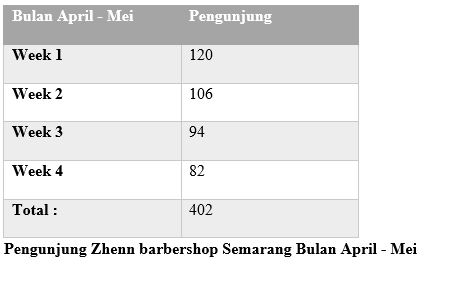 Bulan April - Mei Pengunjung
Week 1 120
Week 2 106
Week 3 94
Week 4 82
Total : 402
Pengunjung Zhenn barbershop Semarang Bulan April - Mei